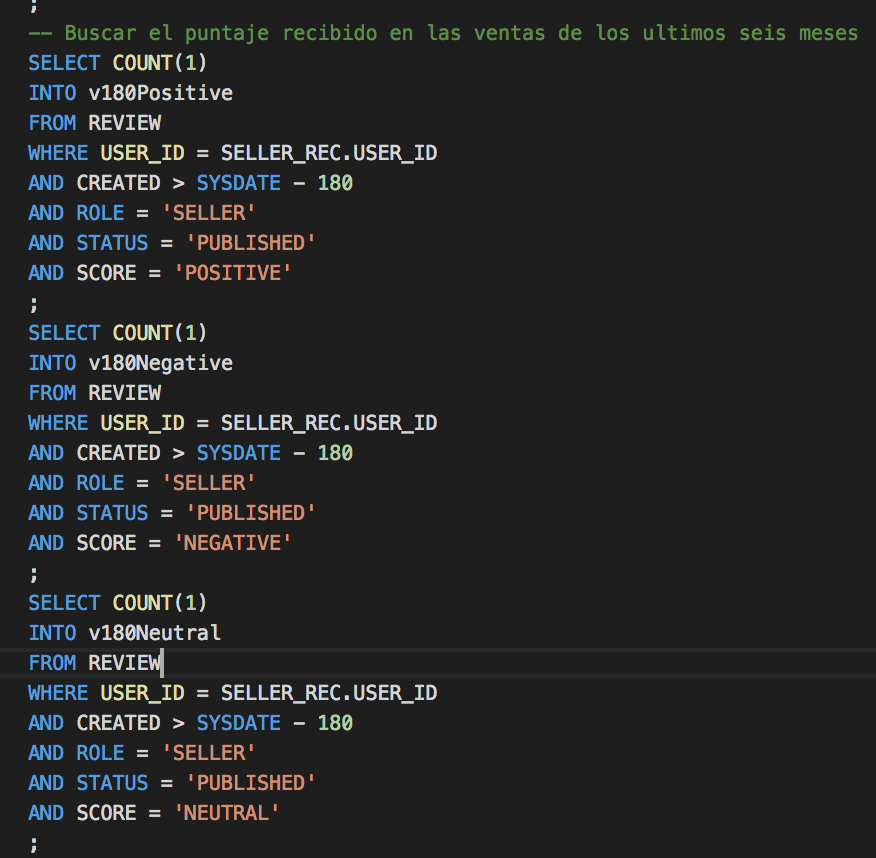 ;
-- Buscar el puntaje recibido en las ventas de los ultimos seis meses
SELECT COUNT(1)
INTO v180Positive
FROM REVIEW
WHERE USER_ID = SELLER_REC.USER_ID
AND CREATED > SYSDATE - 180
AND ROLE = 'SELLER'
AND STATUS = 'PUBLISHED'
AND SCORE = 'POSITIVE'
;
SELECT COUNT(1)
INTO v180Negative
FROM REVIEW
WHERE USER_ID = SELLER_REC.USER_ID
AND CREATED > SYSDATE - 180
AND ROLE = 'SELLER'
AND STATUS = 'PUBLISHED'
AND SCORE = 'NEGATIVE'
;
SELECT COUNT(1)
INTO v180Neutral
FROM REVIEW
WHERE USER_ID = SELLER_REC.USER_ID
AND CREATED > SYSDATE - 180
AND ROLE = 'SELLER'
AND STATUS = 'PUBLISHED'
AND SCORE = 'NEUTRAL'
;